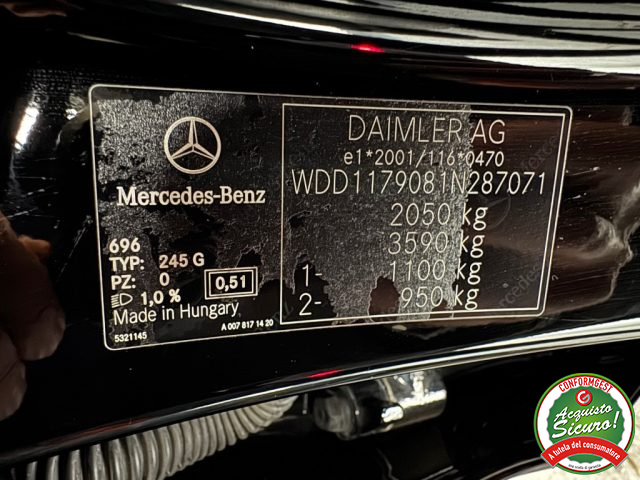 Mercedes-Benz
696
TYP: 245 G
PZ: 0
1,0 %
0,51
Made in Hungary
5321145
A 007 817 14 20
DAIMLER AG
e1*2001/116*0470
WDD1179081N287071
2050 kg
3590 kg
1- 1100 kg
2- 950 kg
CONFORMGEST
Acquisto
Sicuro!
A tutela del consumatore